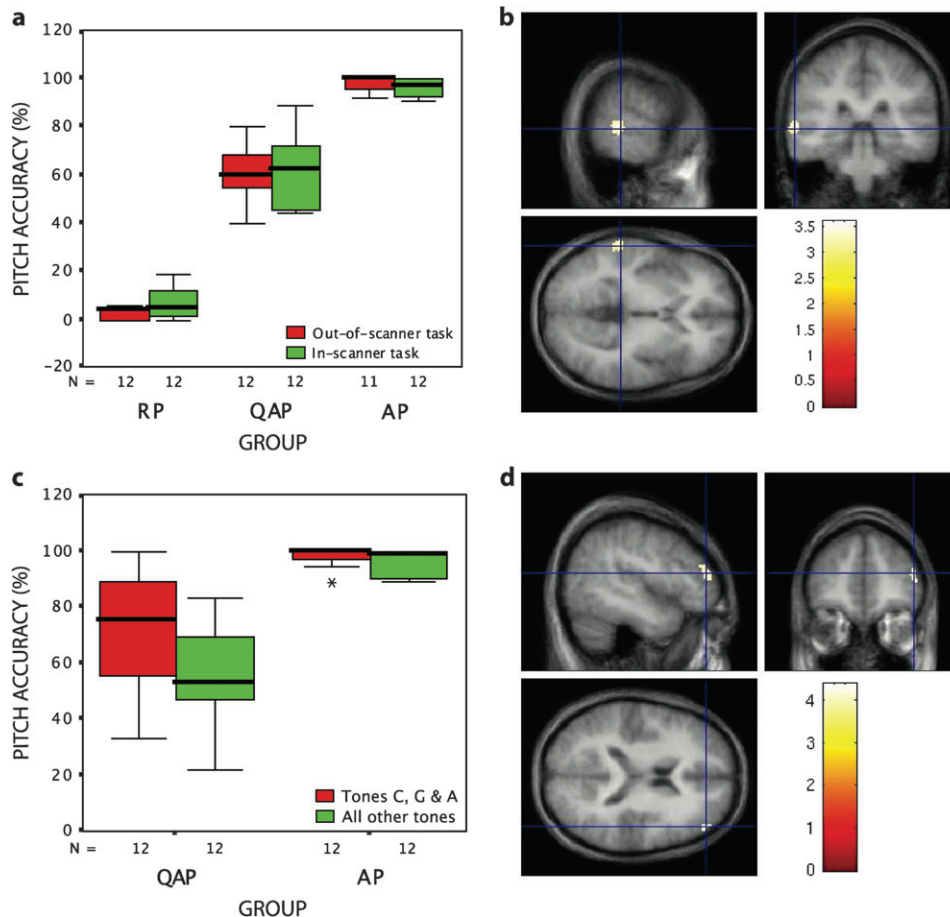 a
120
100
80
60
40
20
0
-20
PITCH ACCURACY (%)
Out-of-scanner task
In-scanner task
N = 12 12 12 12 11 12
RP QAP AP
GROUP
b
3.5
3
2.5
2
1.5
1
0.5
0
c
120
100
80
60
40
20
0
PITCH ACCURACY (%)
*
Tones C, G & A
All other tones
N = 12 12 12 12
QAP AP
GROUP
d
4
3
2
1
0